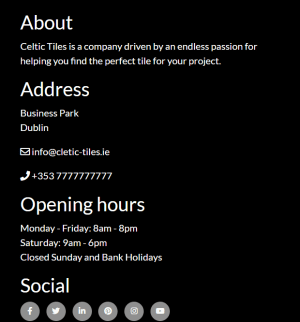 About
Celtic Tiles is a company driven by an endless passion for
helping you find the perfect tile for your project.
Address
Business Park
Dublin
info@cletic-tiles.ie
+353 7777777777
Opening hours
Monday - Friday: 8am - 8pm
Saturday: 9am - 6pm
Closed Sunday and Bank Holidays
Social